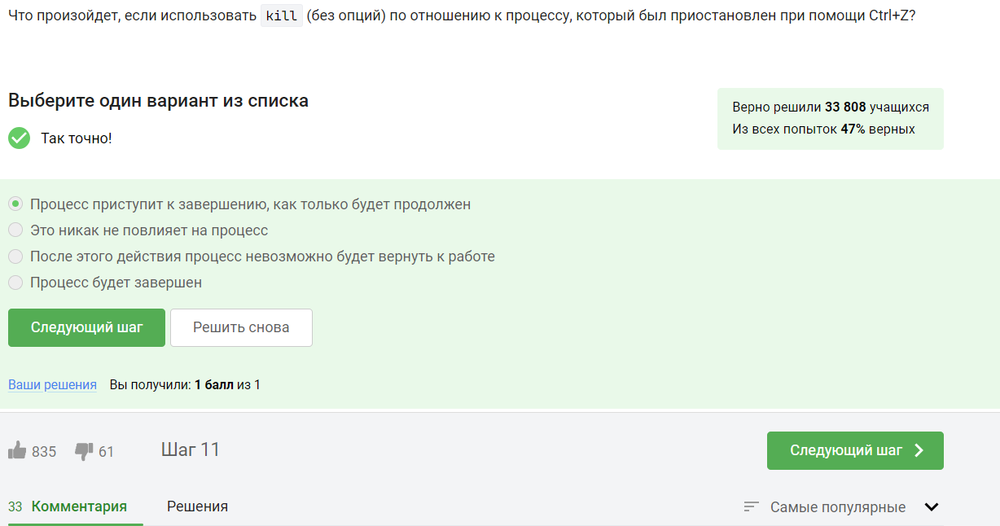 Что произойдет, если использовать kill (без опций) по отношению к процессу, который был приостановлен при помощи Ctrl+Z?
Выберите один вариант из списка
Так точно!
Верно решили 33 808 учащихся
Из всех попыток 47% верных
Процесс приступит к завершению, как только будет продолжен
Это никак не повлияет на процесс
После этого действия процесс невозможно будет вернуть к работе
Процесс будет завершен
Следующий шаг
Решить снова
Ваши решения Вы получили: 1 балл из 1
835 61 Шаг 11
Следующий шаг
33 Комментария Решения
Самые популярные